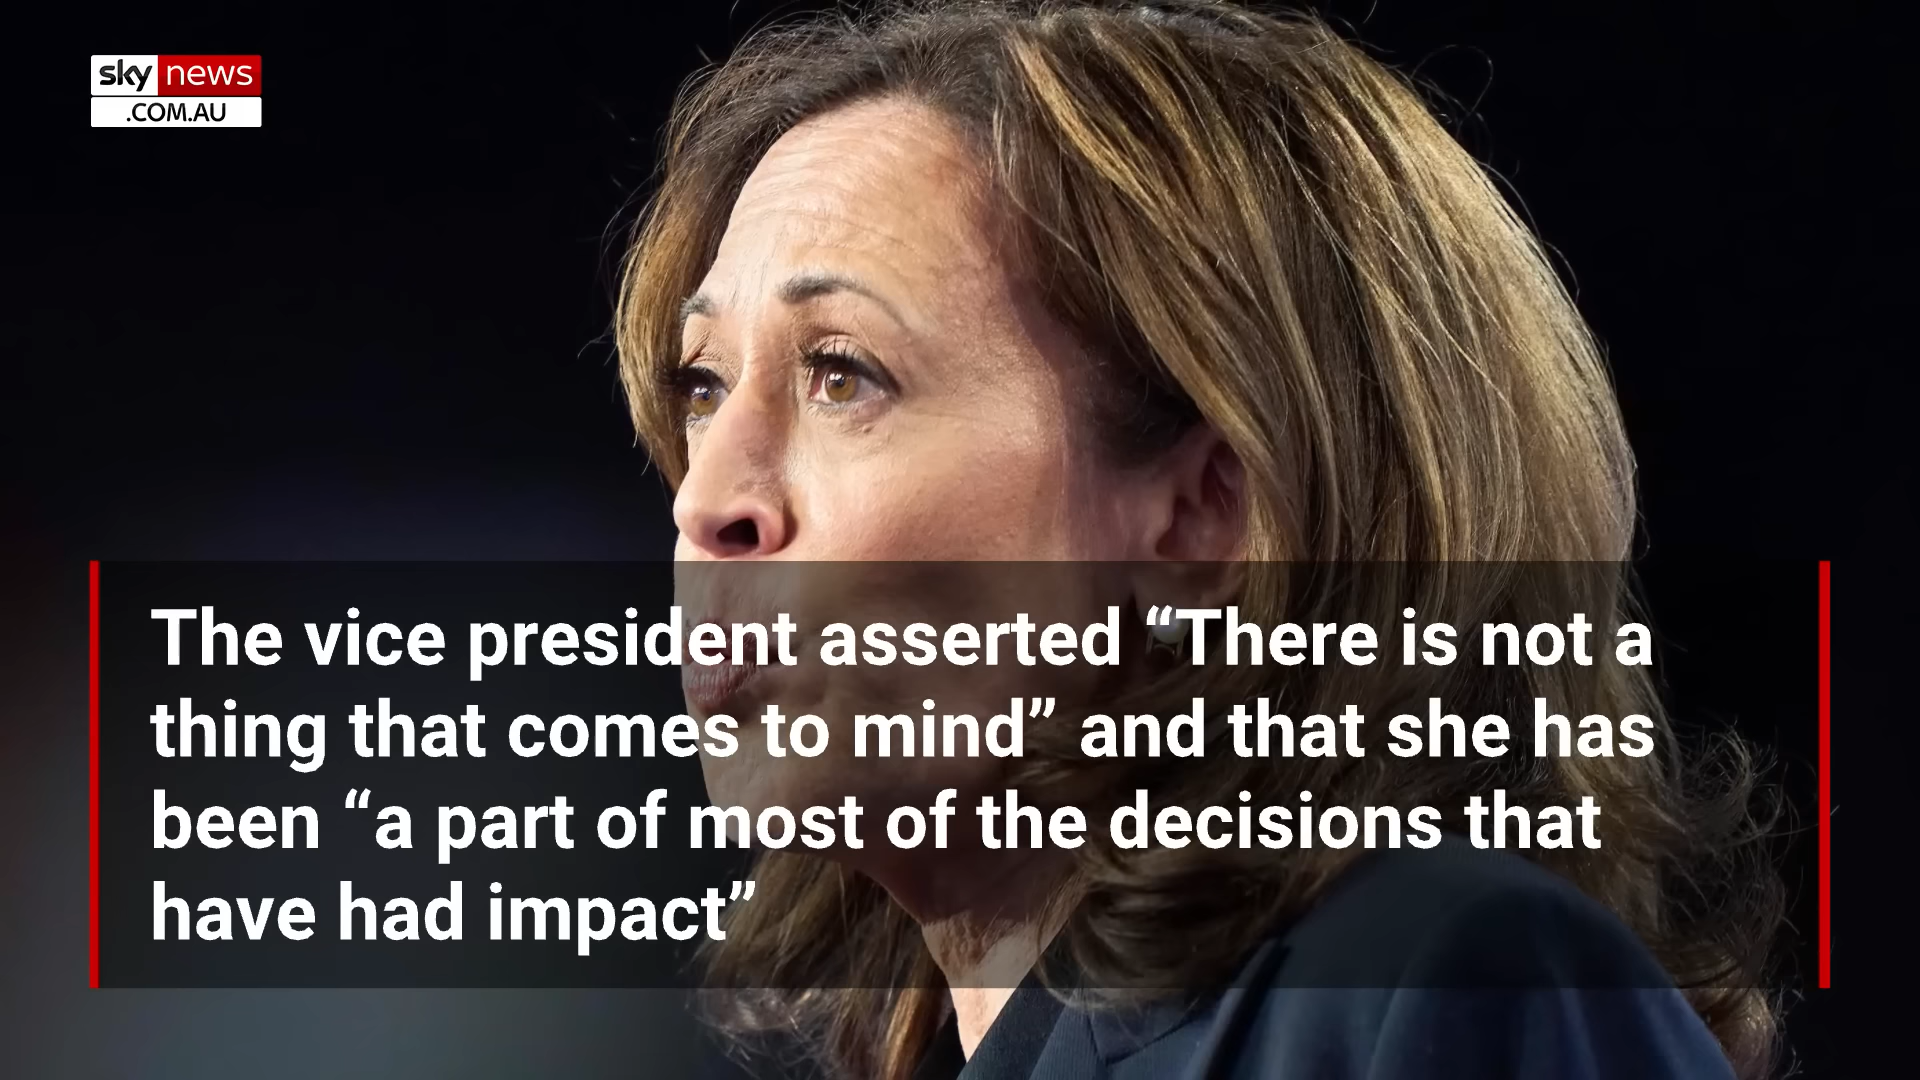 sky news
.COM.AU
The vice president asserted “There is not a
thing that comes to mind” and that she has
been “a part of most of the decisions that
have had impact”